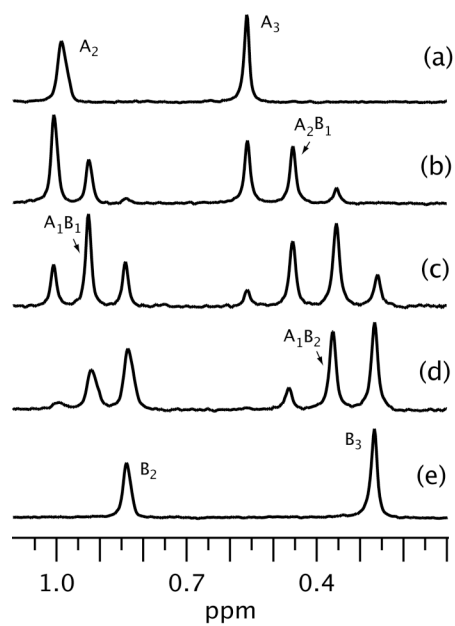 A₂ A₃ (a)
A₂B₁ (b)
A₁B₁ (c)
A₁B₂ (d)
B₂ B₃ (e)
1.0 0.7 0.4
ppm